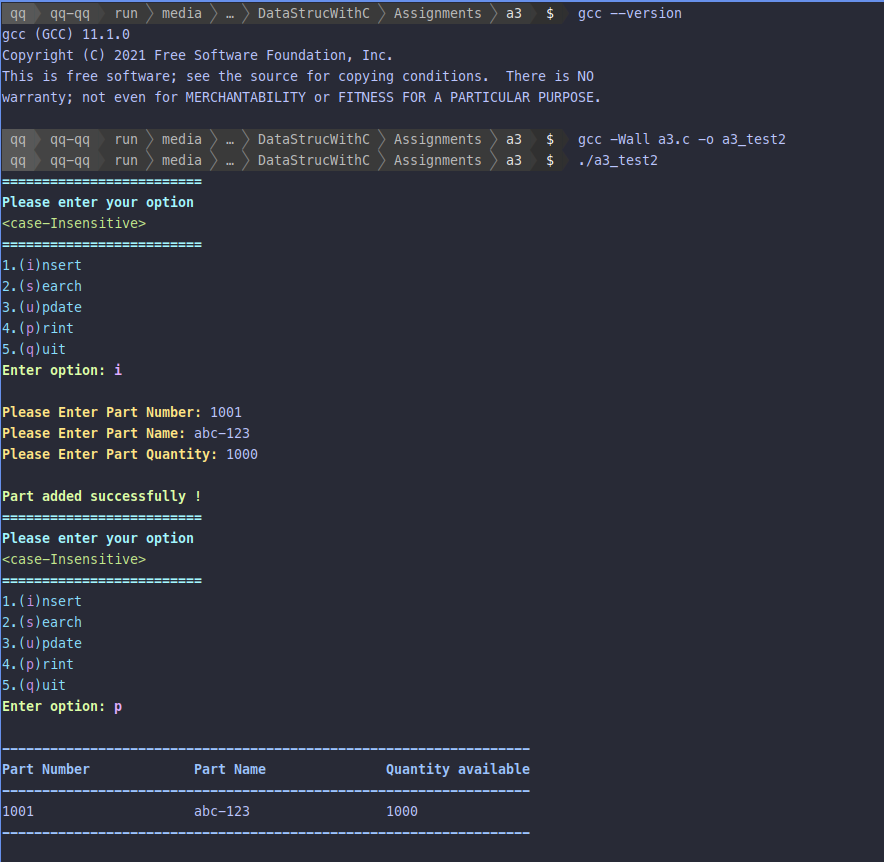 qq qq-qq run media … DataStrucWithC Assignments a3 $ gcc --version
gcc (GCC) 11.1.0
Copyright (C) 2021 Free Software Foundation, Inc.
This is free software; see the source for copying conditions.  There is NO
warranty; not even for MERCHANTABILITY or FITNESS FOR A PARTICULAR PURPOSE.
qq qq-qq run media … DataStrucWithC Assignments a3 $ gcc -Wall a3.c -o a3_test2
qq qq-qq run media … DataStrucWithC Assignments a3 $ ./a3_test2
=========================
Please enter your option
<case-Insensitive>
=========================
1.(i)nsert
2.(s)earch
3.(u)pdate
4.(p)rint
5.(q)uit
Enter option: i
Please Enter Part Number: 1001
Please Enter Part Name: abc-123
Please Enter Part Quantity: 1000
Part added successfully !
=========================
Please enter your option
<case-Insensitive>
=========================
1.(i)nsert
2.(s)earch
3.(u)pdate
4.(p)rint
5.(q)uit
Enter option: p
------------------------------------------------------------------
Part Number             Part Name               Quantity available
------------------------------------------------------------------
1001                    abc-123                 1000
------------------------------------------------------------------